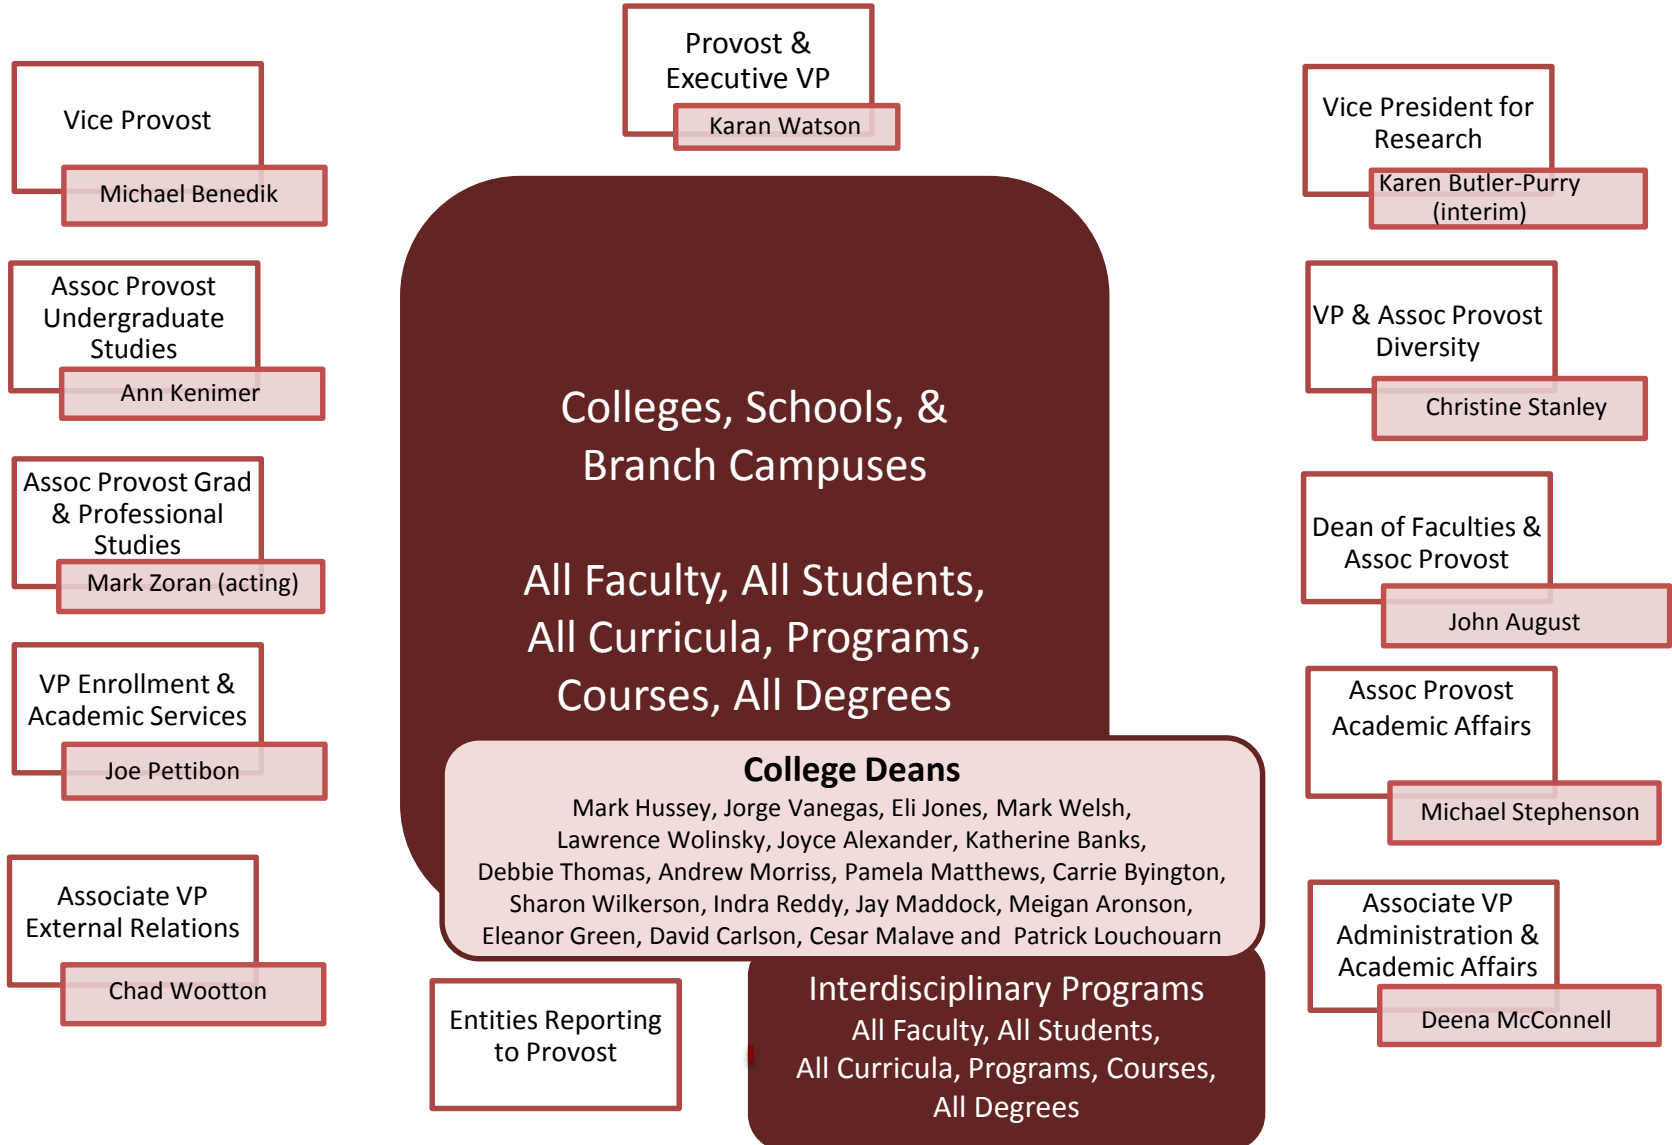 Provost &
Executive VP
Karan Watson
Vice Provost
Michael Benedik
Assoc Provost
Undergraduate
Studies
Ann Kenimer
Assoc Provost Grad
& Professional
Studies
Mark Zoran (acting)
VP Enrollment &
Academic Services
Joe Pettibon
Associate VP
External Relations
Chad Wootton
Colleges, Schools, &
Branch Campuses
All Faculty, All Students,
All Curricula, Programs,
Courses, All Degrees
College Deans
Mark Hussey, Jorge Vanegas, Eli Jones, Mark Welsh,
Lawrence Wolinsky, Joyce Alexander, Katherine Banks,
Debbie Thomas, Andrew Morriss, Pamela Matthews, Carrie Byington,
Sharon Wilkerson, Indra Reddy, Jay Maddock, Meigan Aronson,
Eleanor Green, David Carlson, Cesar Malave and Patrick Louchouarn
Entities Reporting
to Provost
Interdisciplinary Programs
All Faculty, All Students,
All Curricula, Programs, Courses,
All Degrees
Vice President for
Research
Karen Butler-Purry
(interim)
VP & Assoc Provost
Diversity
Christine Stanley
Dean of Faculties &
Assoc Provost
John August
Assoc Provost
Academic Affairs
Michael Stephenson
Associate VP
Administration &
Academic Affairs
Deena McConnell